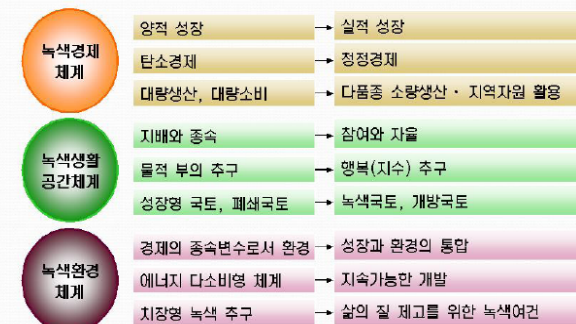 녹색경제
체계
양적 성장 → 실적 성장
탄소경제 → 청정경제
대량생산, 대량소비 → 다품종 소량생산 · 지역자원 활용
녹색생활
공간체계
지배와 종속 → 참여와 자율
물적 부의 추구 → 행복(지수) 추구
성장형 국토, 폐쇄국토 → 녹색국토, 개방국토
녹색환경
체계
경제의 종속변수로서 환경 → 성장과 환경의 통합
에너지 다소비형 체계 → 지속가능한 개발
치장형 녹색 추구 → 삶의 질 제고를 위한 녹색여건